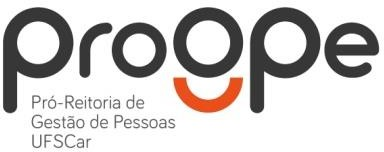 progpe
Pró-Reitoria de
Gestão de Pessoas
UFSCar